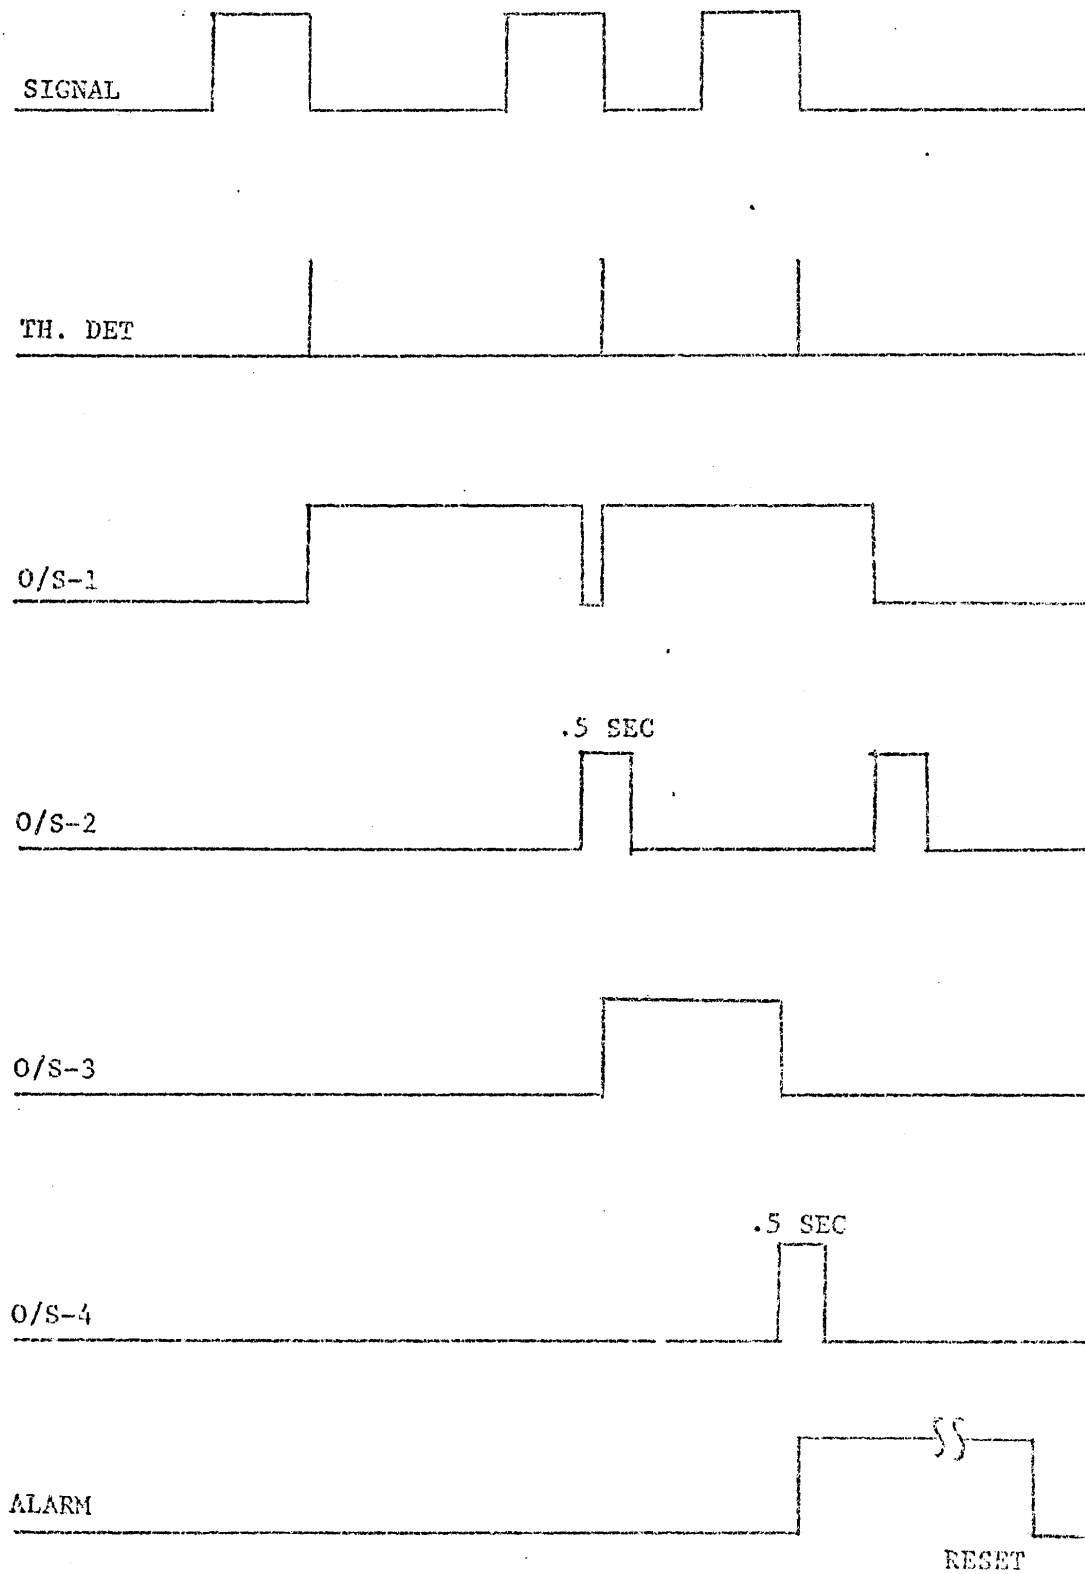 SIGNAL
TH. DET
O/S-1
.5 SEC
O/S-2
O/S-3
.5 SEC
O/S-4
ALARM
RESET